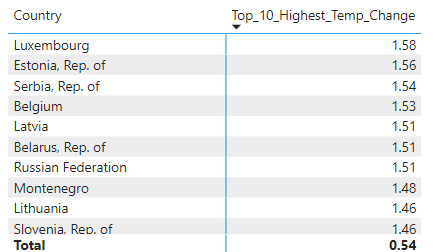 Country Top_10_Highest_Temp_Change
Luxembourg 1.58
Estonia, Rep. of 1.56
Serbia, Rep. of 1.54
Belgium 1.53
Latvia 1.51
Belarus, Rep. of 1.51
Russian Federation 1.51
Montenegro 1.48
Lithuania 1.46
Slovenia, Rep. of 1.46
Total 0.54